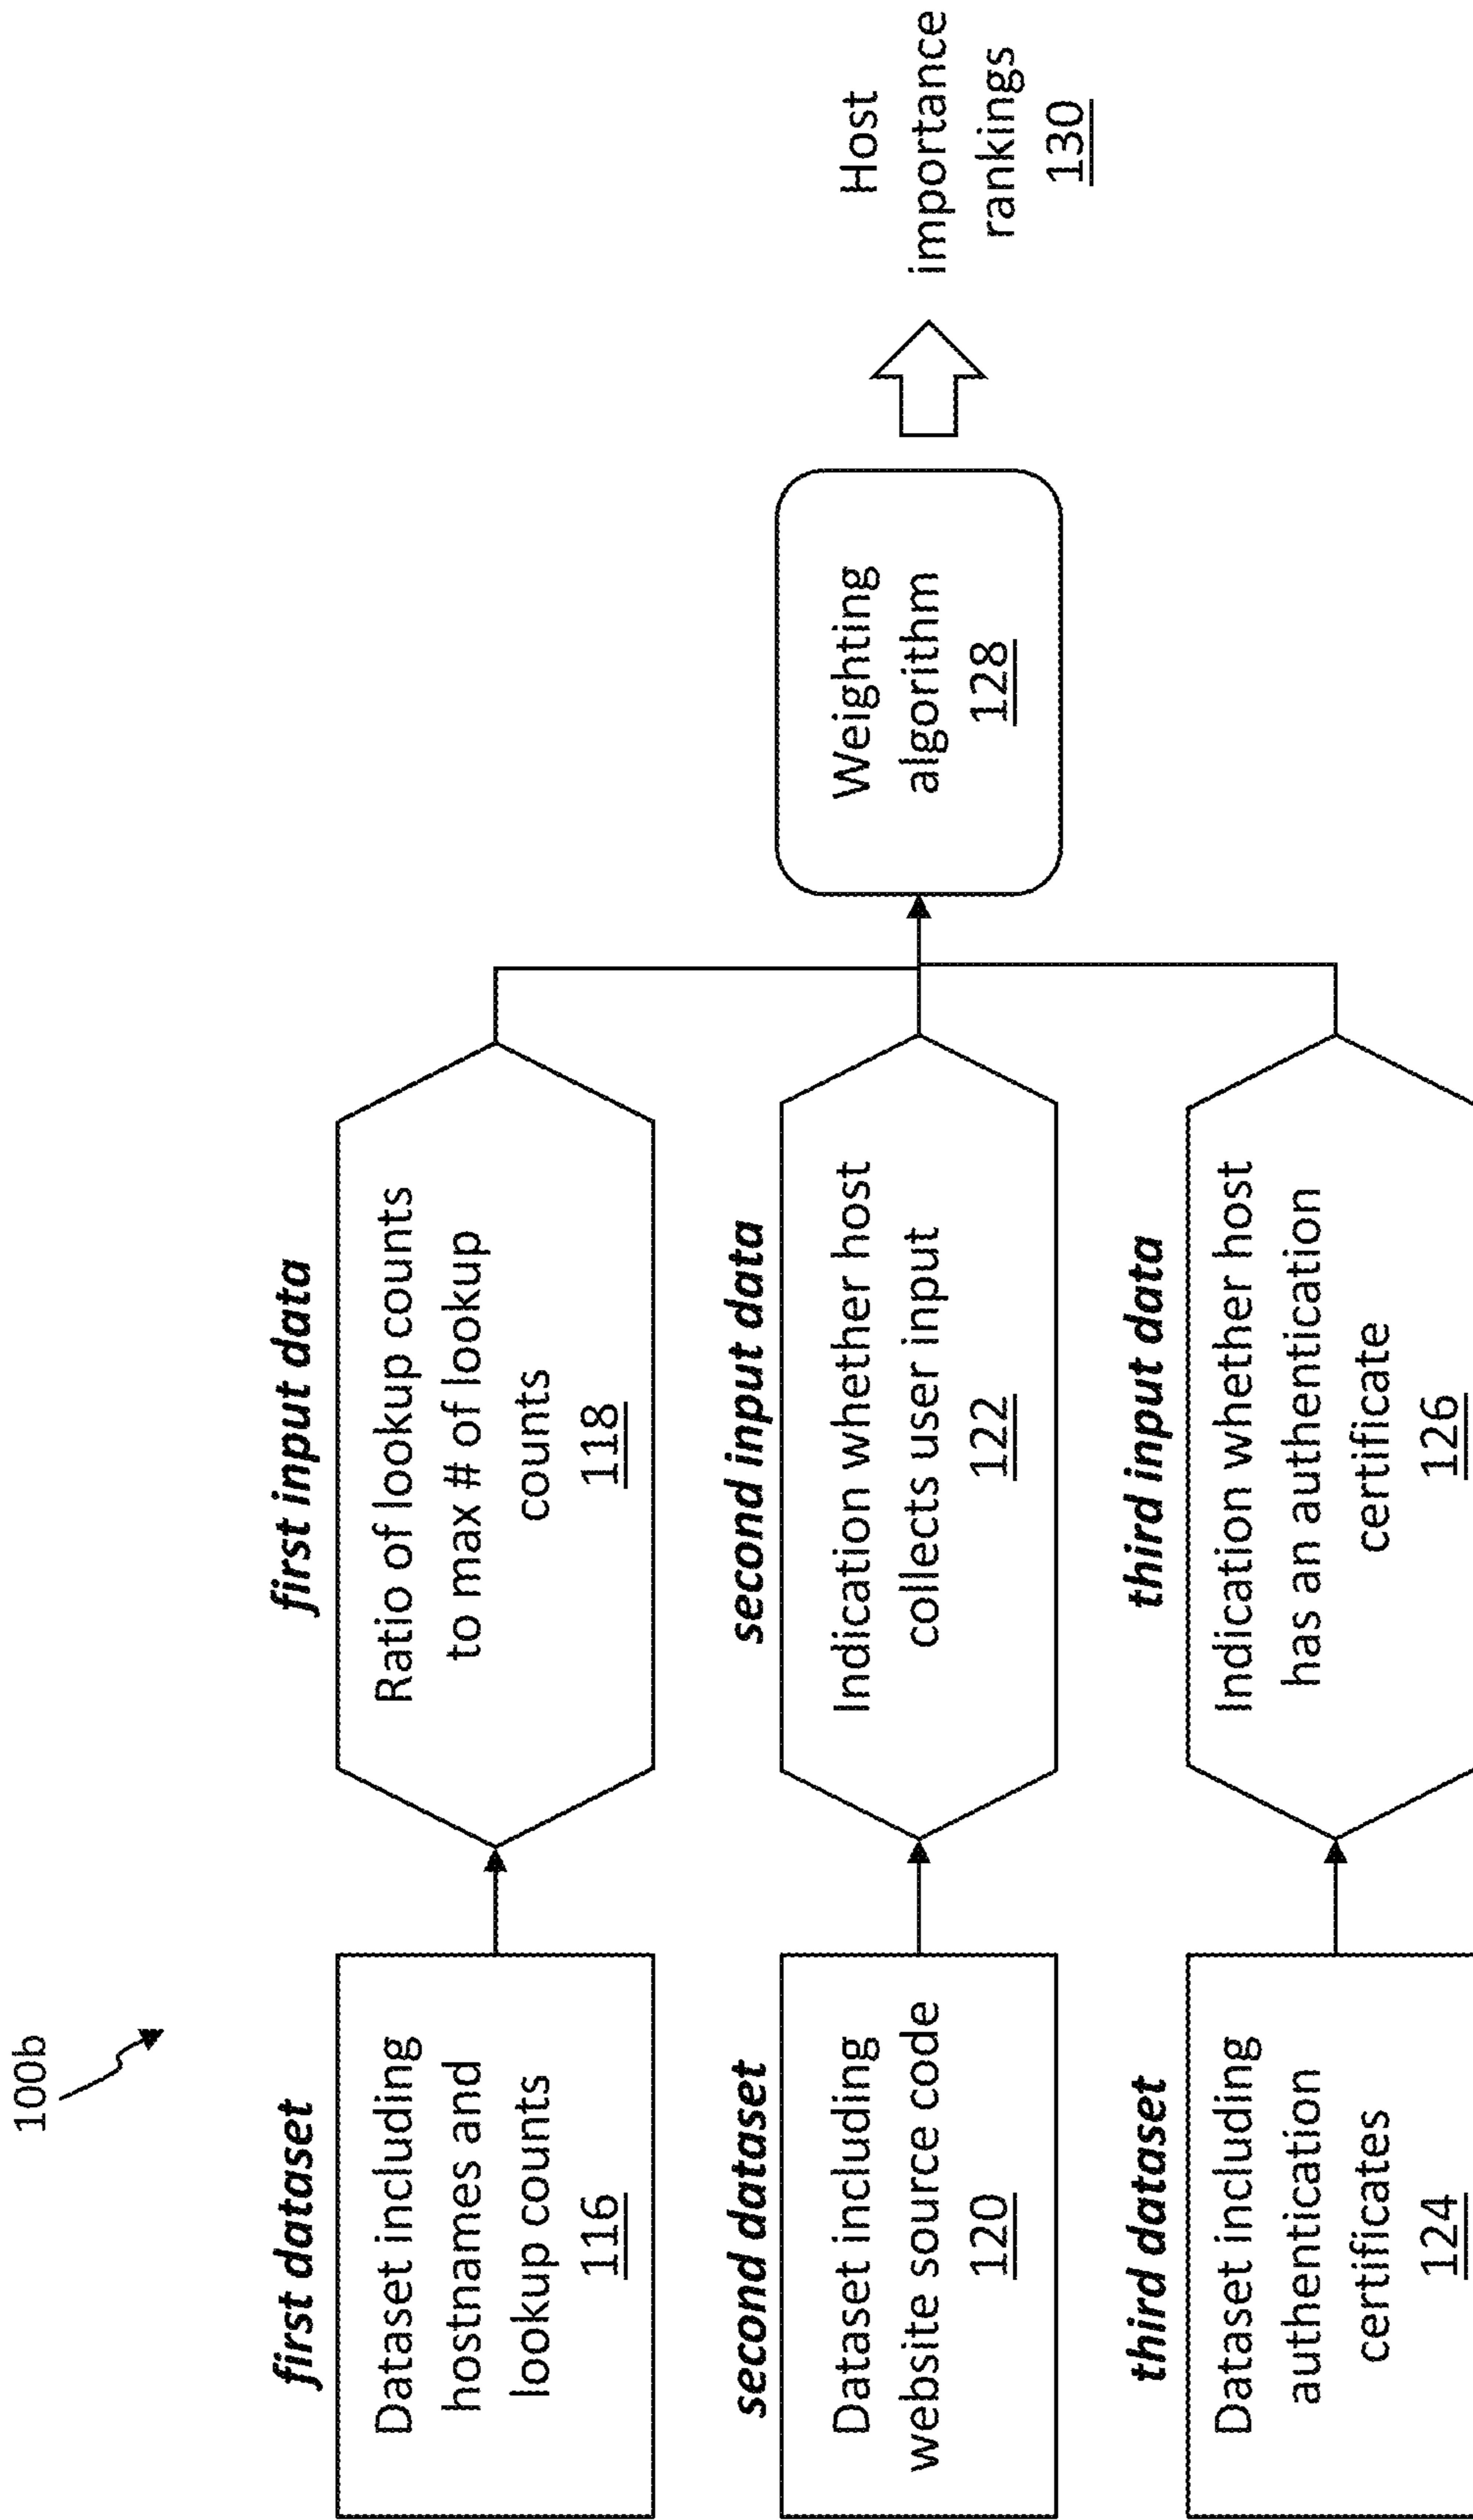 100b
first dataset
Dataset including
hostnames and
lookup counts
116
first input data
Ratio of lookup counts
to max # of lookup
counts
118
second dataset
Dataset including
website source code
120
second input data
Indication whether host
collects user input
122
third dataset
Dataset including
authentication
certificates
124
third input data
Indication whether host
has an authentication
certificate
126
Weighting
algorithm
128
Host
importance
rankings
130